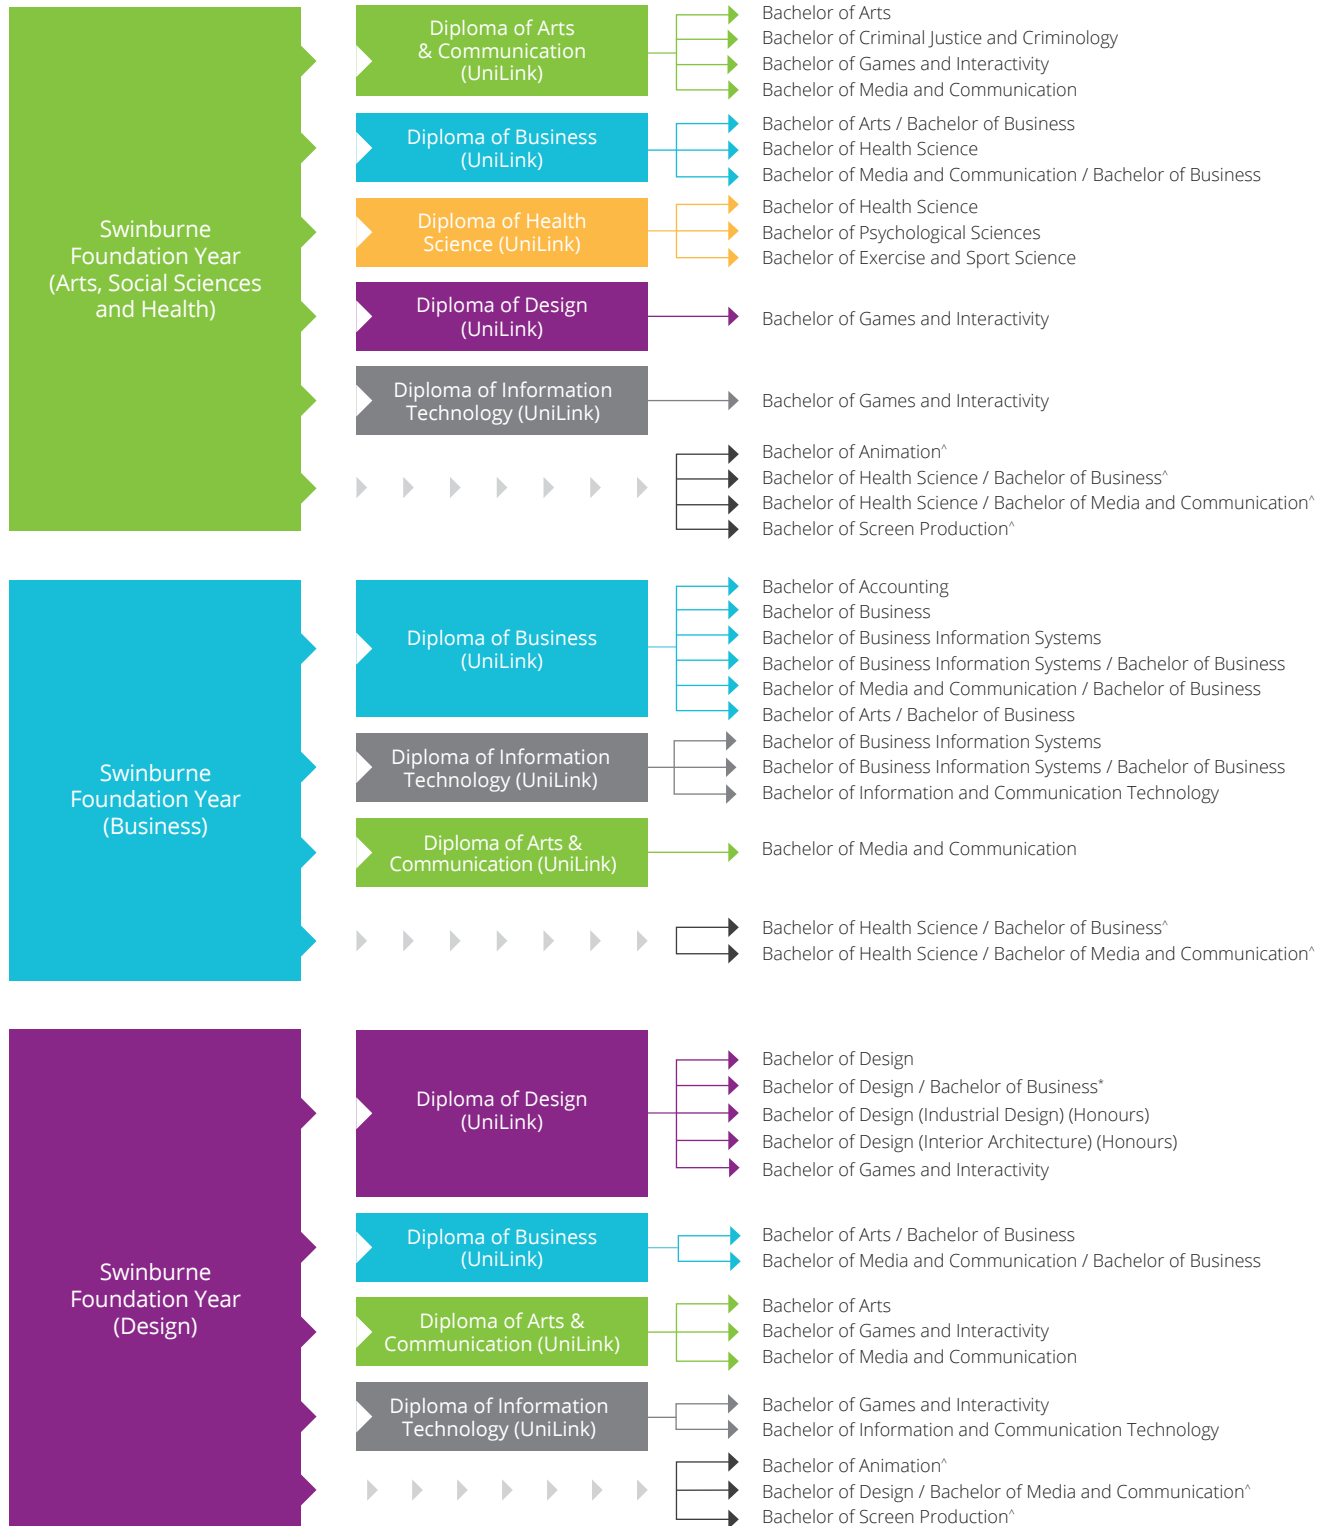 Swinburne
Foundation Year
(Arts, Social Sciences
and Health)
Diploma of Arts
& Communication
(UniLink)
Bachelor of Arts
Bachelor of Criminal Justice and Criminology
Bachelor of Games and Interactivity
Bachelor of Media and Communication
Diploma of Business
(UniLink)
Bachelor of Arts / Bachelor of Business
Bachelor of Health Science
Bachelor of Media and Communication / Bachelor of Business
Diploma of Health
Science (UniLink)
Bachelor of Health Science
Bachelor of Psychological Sciences
Bachelor of Exercise and Sport Science
Diploma of Design
(UniLink)
Bachelor of Games and Interactivity
Diploma of Information
Technology (UniLink)
Bachelor of Games and Interactivity
Bachelor of Animation^
Bachelor of Health Science / Bachelor of Business^
Bachelor of Health Science / Bachelor of Media and Communication^
Bachelor of Screen Production^
Swinburne
Foundation Year
(Business)
Diploma of Business
(UniLink)
Bachelor of Accounting
Bachelor of Business
Bachelor of Business Information Systems
Bachelor of Business Information Systems / Bachelor of Business
Bachelor of Media and Communication / Bachelor of Business
Bachelor of Arts / Bachelor of Business
Diploma of Information
Technology (UniLink)
Bachelor of Business Information Systems
Bachelor of Business Information Systems / Bachelor of Business
Bachelor of Information and Communication Technology
Diploma of Arts &
Communication (UniLink)
Bachelor of Media and Communication
Bachelor of Health Science / Bachelor of Business^
Bachelor of Health Science / Bachelor of Media and Communication^
Swinburne
Foundation Year
(Design)
Diploma of Design
(UniLink)
Bachelor of Design
Bachelor of Design / Bachelor of Business*
Bachelor of Design (Industrial Design) (Honours)
Bachelor of Design (Interior Architecture) (Honours)
Bachelor of Games and Interactivity
Diploma of Business
(UniLink)
Bachelor of Arts / Bachelor of Business
Bachelor of Media and Communication / Bachelor of Business
Diploma of Arts &
Communication (UniLink)
Bachelor of Arts
Bachelor of Games and Interactivity
Bachelor of Media and Communication
Diploma of Information
Technology (UniLink)
Bachelor of Games and Interactivity
Bachelor of Information and Communication Technology
Bachelor of Animation^
Bachelor of Design / Bachelor of Media and Communication^
Bachelor of Screen Production^